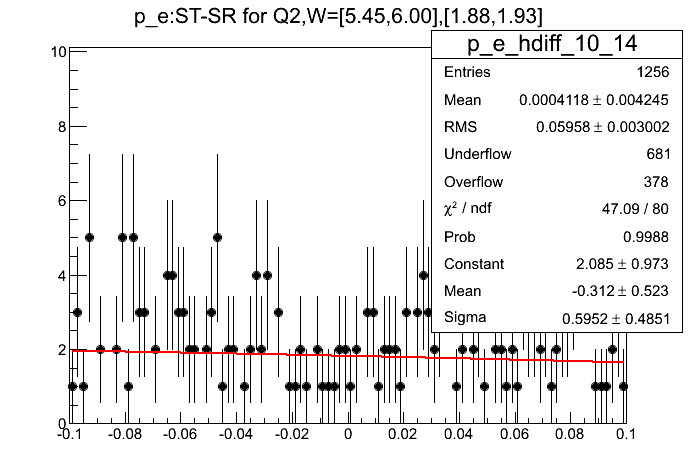 p_e:ST-SR for Q2,W=[5.45,6.00],[1.88,1.93]
p_e_hdiff_10_14
Entries 1256
Mean 0.0004118 ± 0.004245
RMS 0.05958 ± 0.003002
Underflow 681
Overflow 378
χ² / ndf 47.09 / 80
Prob 0.9988
Constant 2.085 ± 0.973
Mean -0.312 ± 0.523
Sigma 0.5952 ± 0.4851
10
8
6
4
2
0
-0.1 -0.08 -0.06 -0.04 -0.02 0 0.02 0.04 0.06 0.08 0.1